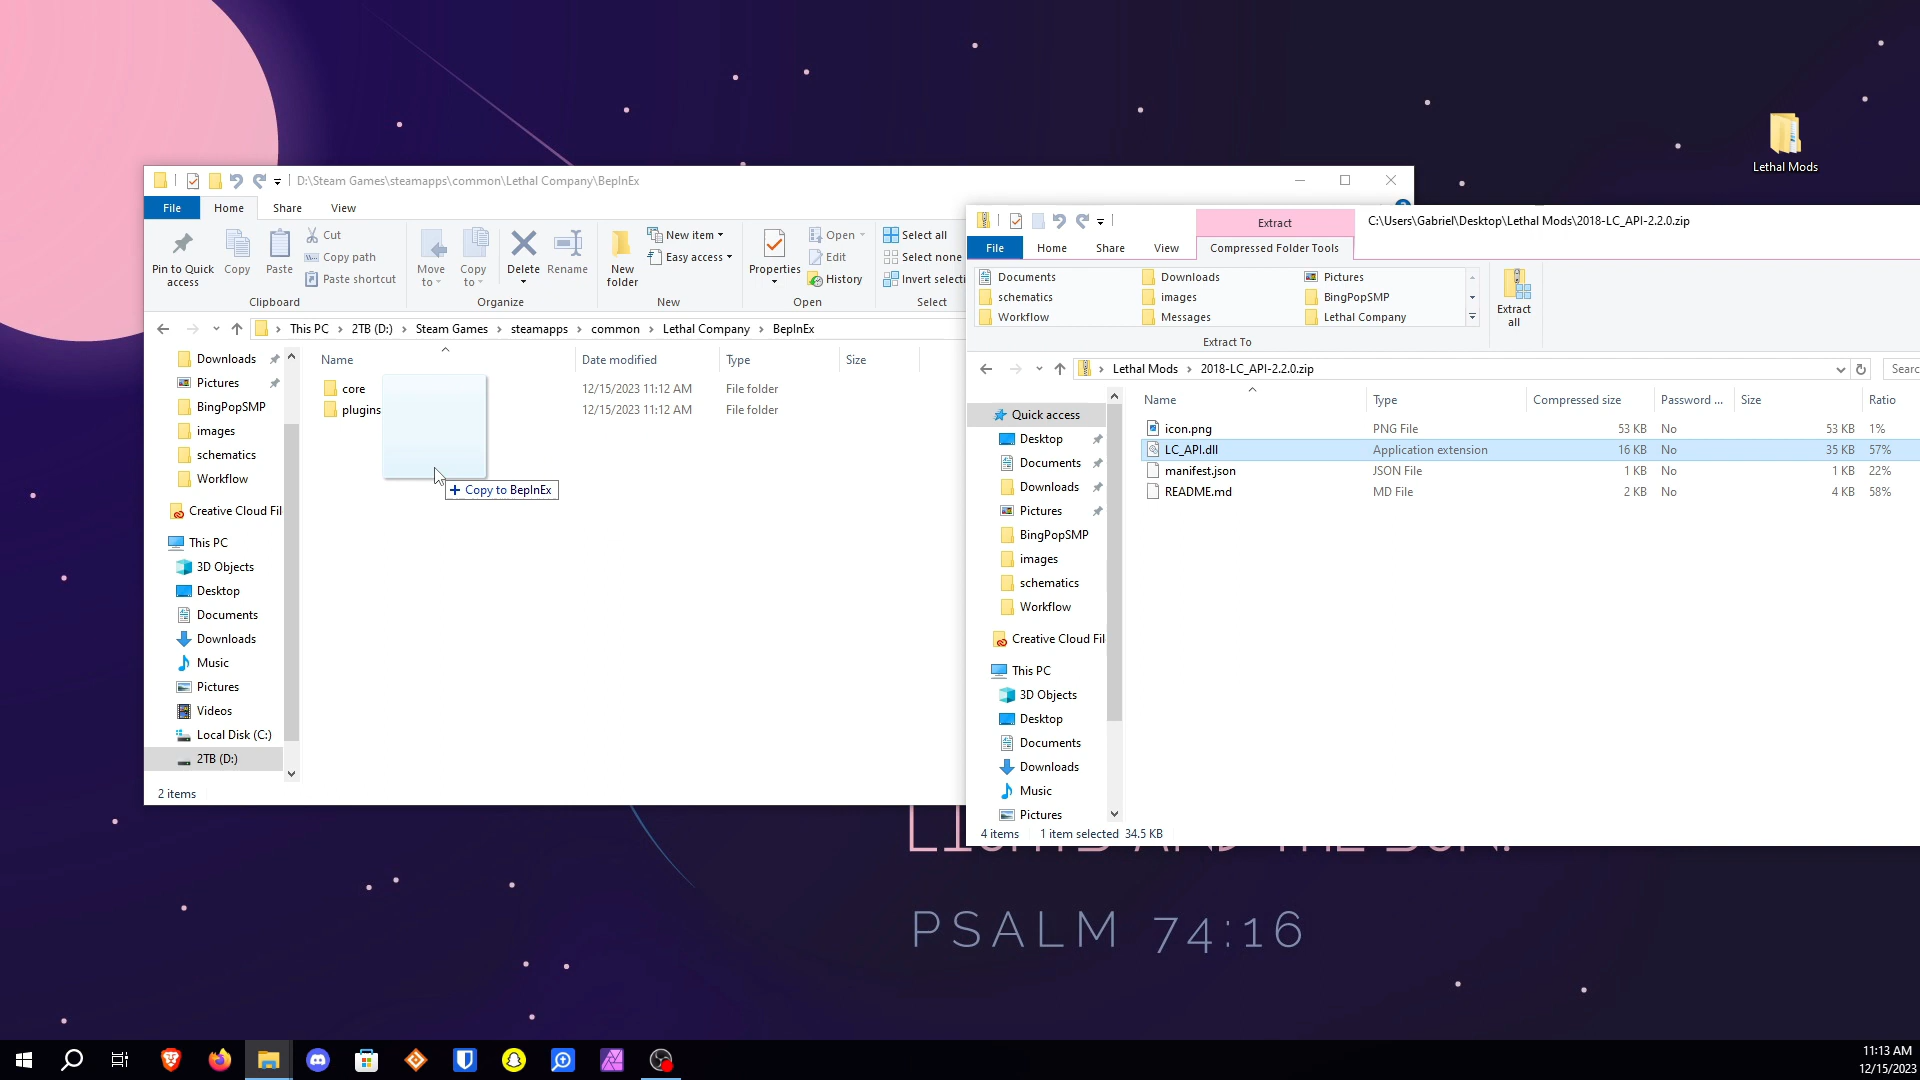 Lethal Mods
D:\Steam Games\steamapps\common\Lethal Company\BepInEx
File Home Share View
Pin to Quick access
Copy
Paste
Cut
Copy path
Paste shortcut
Clipboard
Move to
Copy to
Delete
Rename
Organize
New folder
New item
Easy access
New
Properties
Open
Edit
History
Open
Select all
Select none
Invert selecti
Select
This PC > 2TB (D:) > Steam Games > steamapps > common > Lethal Company > BepInEx
Downloads
Pictures
BingPopSMP
images
schematics
Workflow
Creative Cloud Fil
This PC
3D Objects
Desktop
Documents
Downloads
Music
Pictures
Videos
Local Disk (C:)
2TB (D:)
Name Date modified Type Size
core 12/15/2023 11:12 AM File folder
plugins 12/15/2023 11:12 AM File folder
+ Copy to BepInEx
2 items
Extract
C:\Users\Gabriel\Desktop\Lethal Mods\2018-LC_API-2.2.0.zip
File Home Share View Compressed Folder Tools
Documents Downloads Pictures
schematics images BingPopSMP
Workflow Messages Lethal Company
Extract To
Extract all
Lethal Mods > 2018-LC_API-2.2.0.zip
Searc
Quick access
Desktop
Documents
Downloads
Pictures
BingPopSMP
images
schematics
Workflow
Creative Cloud Fil
This PC
3D Objects
Desktop
Documents
Downloads
Music
Pictures
Name Type Compressed size Password ... Size Ratio
icon.png PNG File 53 KB No 53 KB 1%
LC_API.dll Application extension 16 KB No 35 KB 57%
manifest.json JSON File 1 KB No 1 KB 22%
README.md MD File 2 KB No 4 KB 58%
4 items 1 item selected 34.5 KB
LIGHTS AND THE SUN.
PSALM 74:16
11:13 AM
12/15/2023